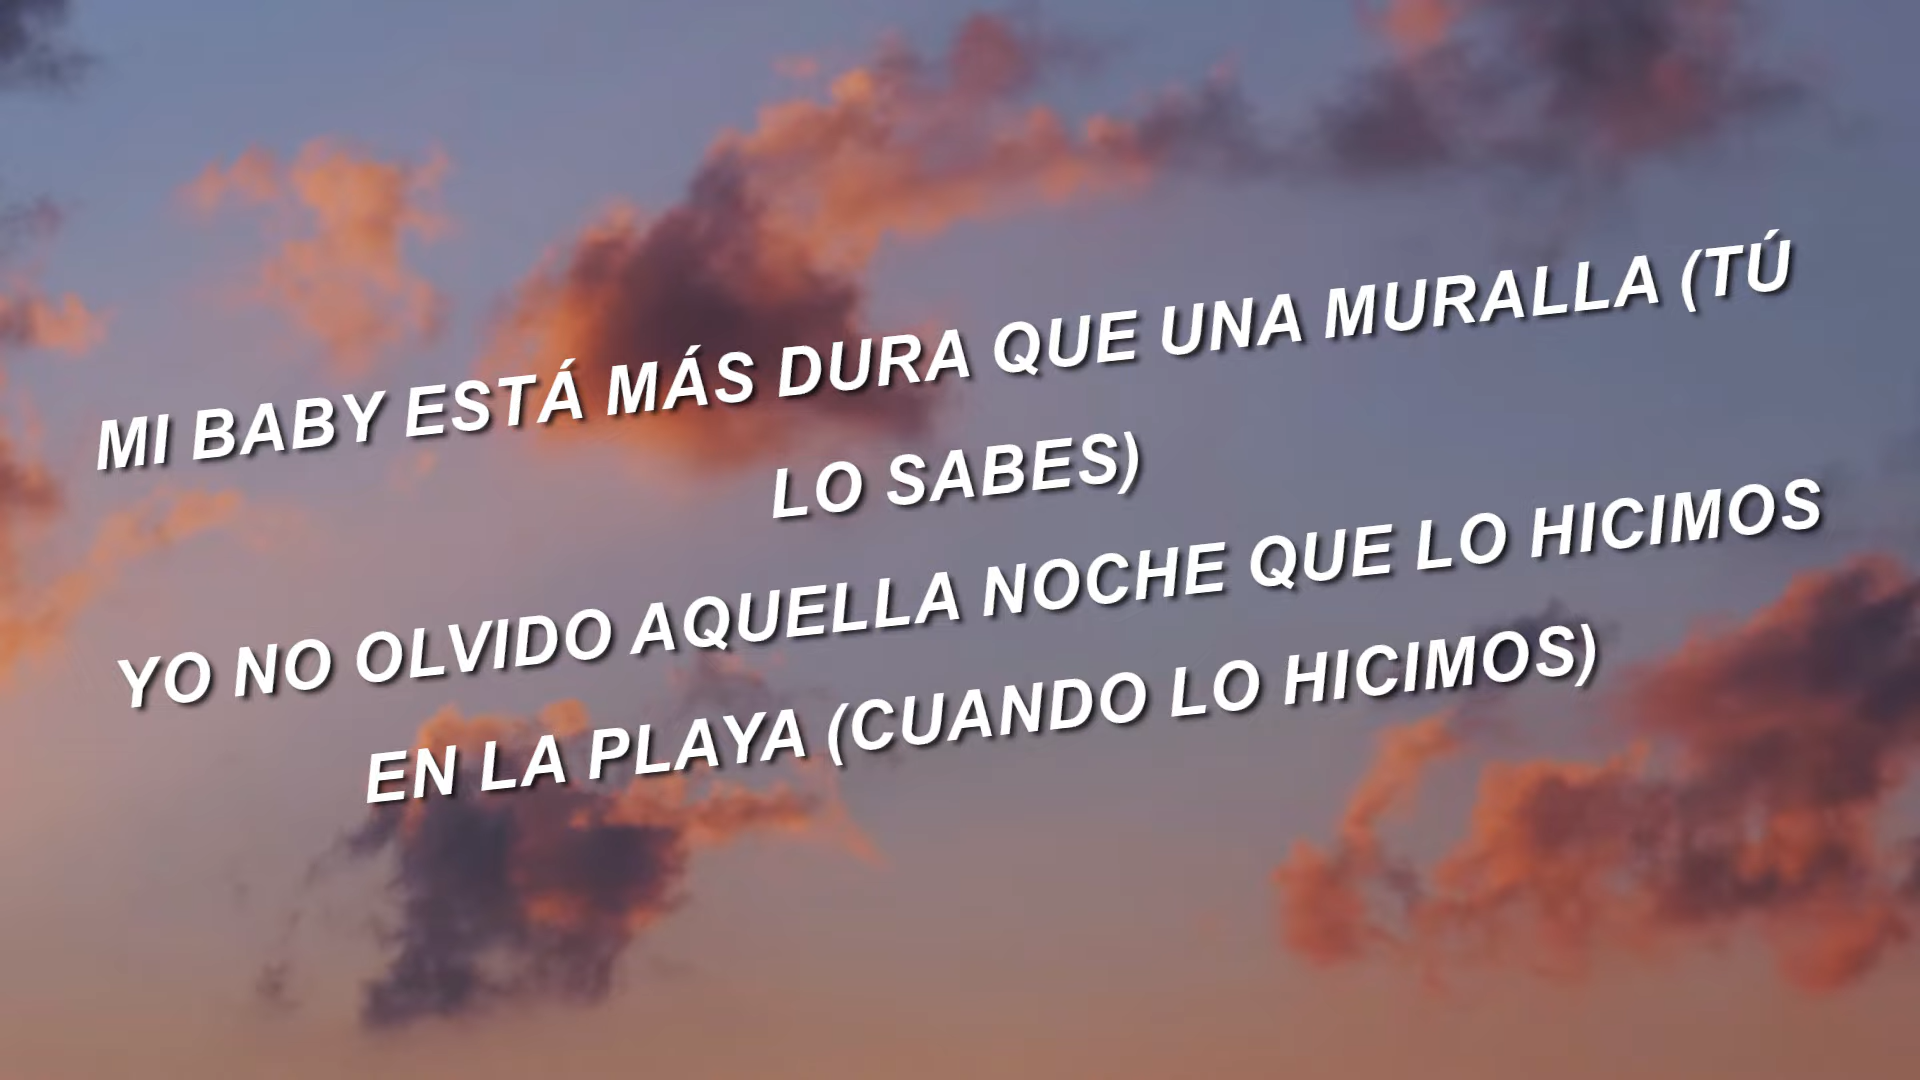 MI BABY ESTÁ MÁS DURA QUE UNA MURALLA (TÚ
LO SABES)
YO NO OLVIDO AQUELLA NOCHE QUE LO HICIMOS
EN LA PLAYA (CUANDO LO HICIMOS)